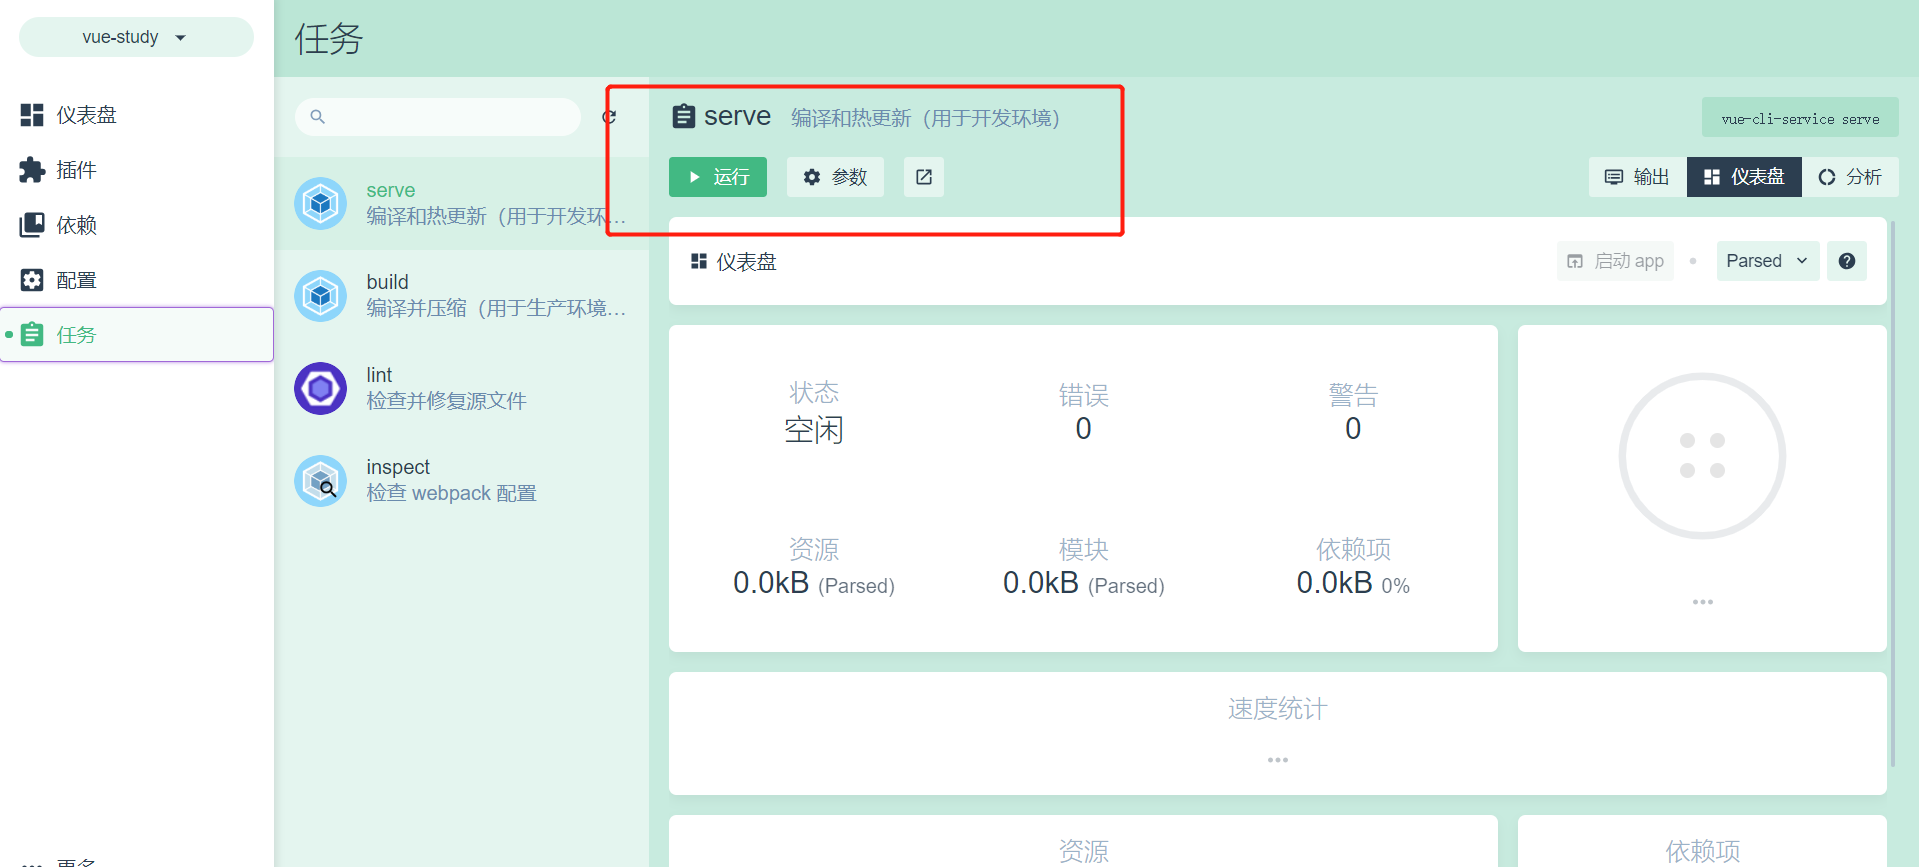 vue-study
仪表盘
插件
依赖
配置
任务
更多
任务
serve
编译和热更新（用于开发环…
build
编译并压缩（用于生产环境…
lint
检查并修复源文件
inspect
检查 webpack 配置
serve 编译和热更新（用于开发环境）
vue-cli-service serve
运行 参数
输出 仪表盘 分析
仪表盘
启动 app Parsed
状态 错误 警告
空闲 0 0
资源 模块 依赖项
0.0kB (Parsed) 0.0kB (Parsed) 0.0kB 0%
速度统计
资源 依赖项